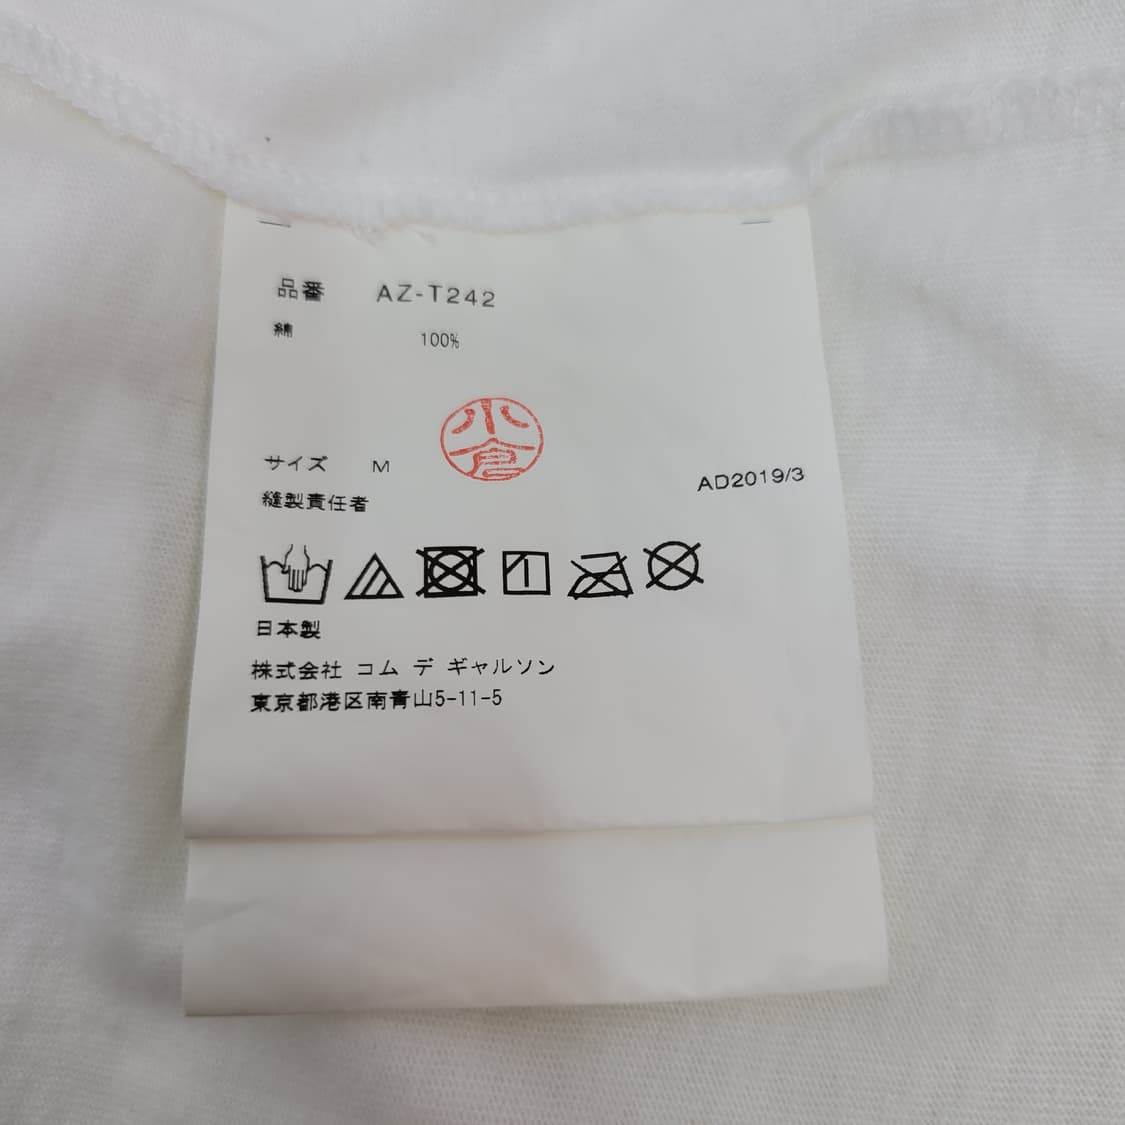 品番 AZ-T242
綿 100%
小倉
サイズ M
AD2019/3
縫製責任者
日本製
株式会社 コム デ ギャルソン
東京都港区南青山5-11-5